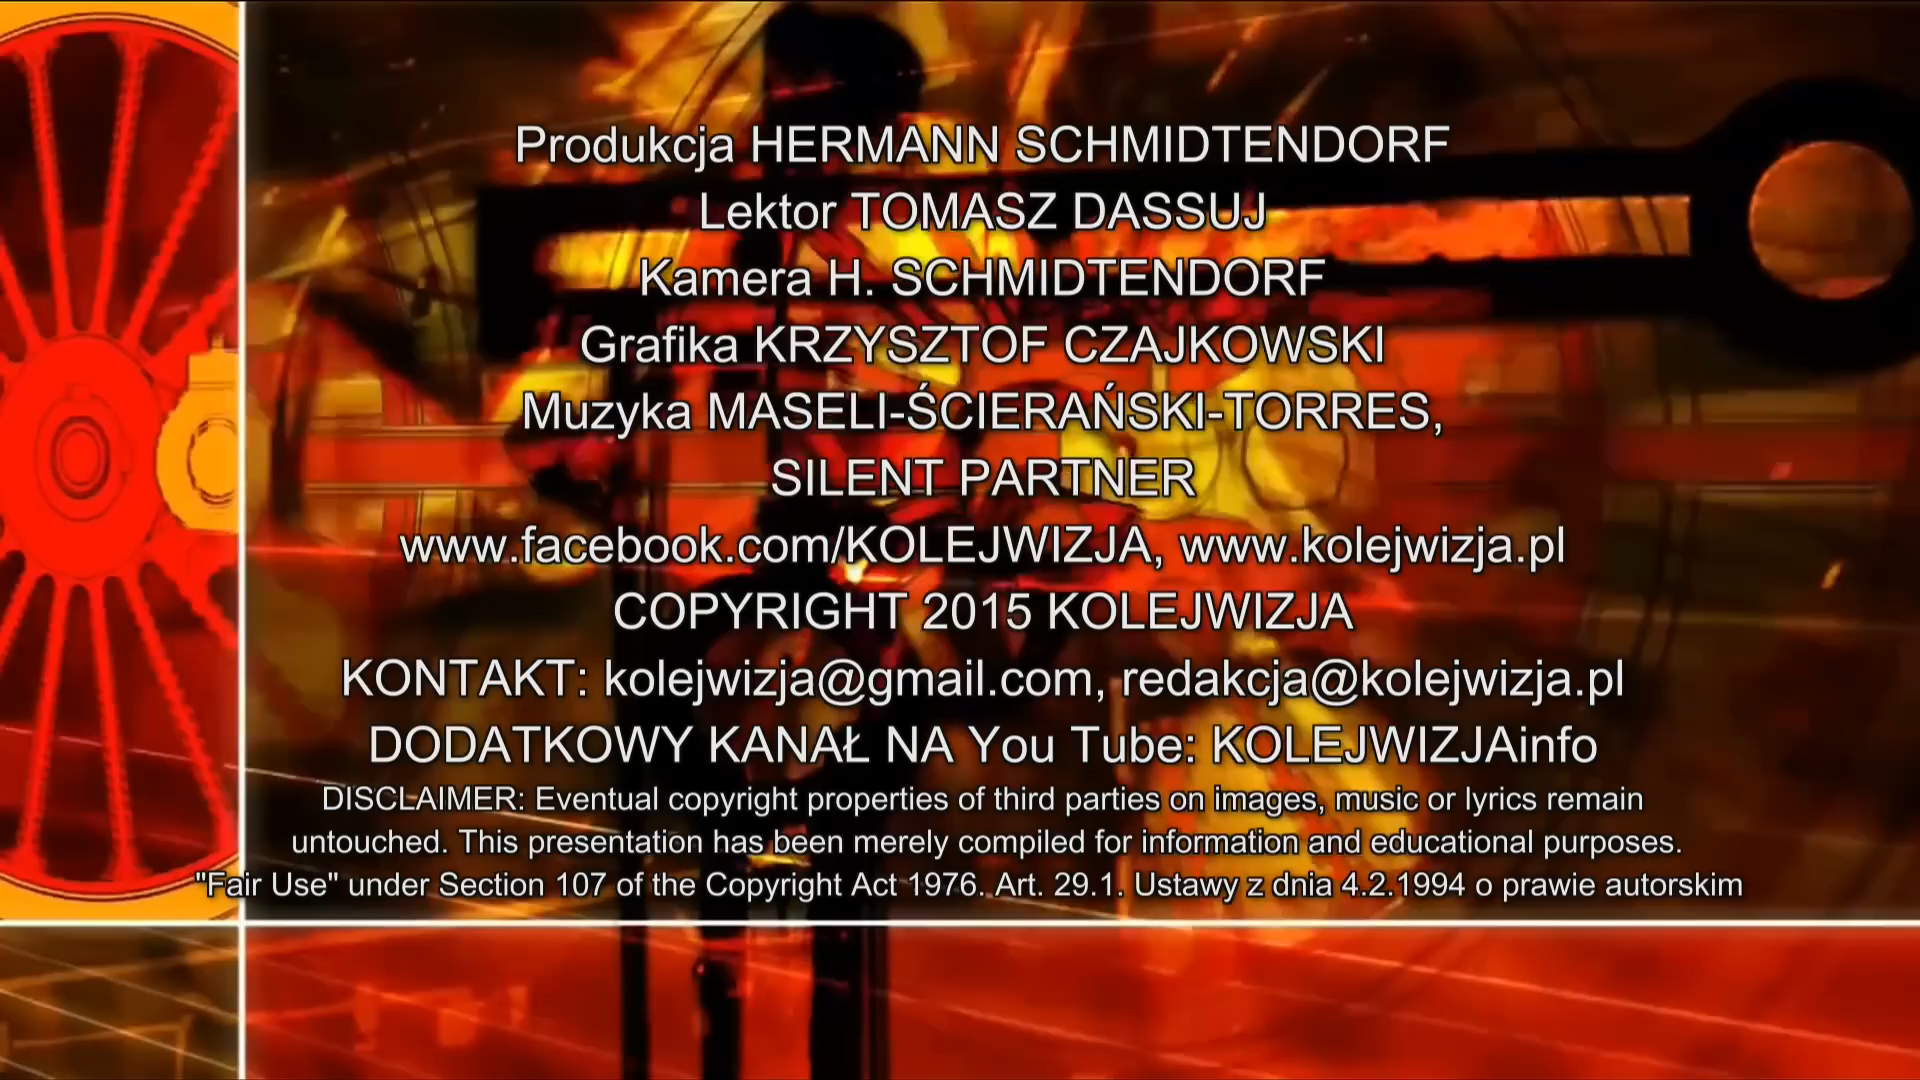 Produkcja HERMANN SCHMIDTENDORF
Lektor TOMASZ DASSUJ
Kamera H. SCHMIDTENDORF
Grafika KRZYSZTOF CZAJKOWSKI
Muzyka MASELI-ŚCIERAŃSKI-TORRES,
SILENT PARTNER
www.facebook.com/KOLEJWIZJA, www.kolejwizja.pl
COPYRIGHT 2015 KOLEJWIZJA
KONTAKT: kolejwizja@gmail.com, redakcja@kolejwizja.pl
DODATKOWY KANAŁ NA You Tube: KOLEJWIZJAinfo
DISCLAIMER: Eventual copyright properties of third parties on images, music or lyrics remain
untouched. This presentation has been merely compiled for information and educational purposes.
"Fair Use" under Section 107 of the Copyright Act 1976. Art. 29.1. Ustawy z dnia 4.2.1994 o prawie autorskim